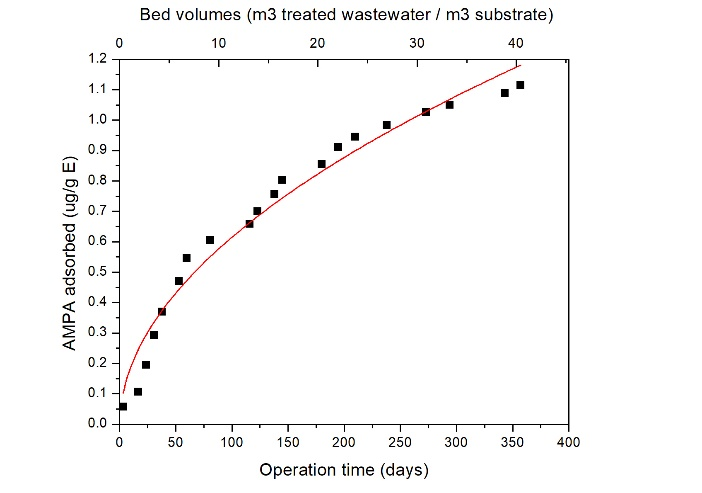 Bed volumes (m3 treated wastewater / m3 substrate)
0 10 20 30 40
1.2
1.1
1.0
0.9
0.8
0.7
0.6
0.5
0.4
0.3
0.2
0.1
0.0
AMPA adsorbed (ug/g E)
0 50 100 150 200 250 300 350 400
Operation time (days)